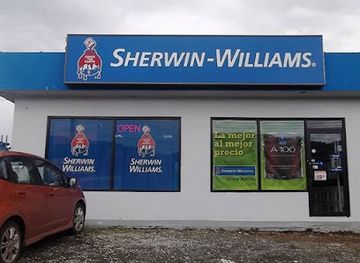 SHERWIN-WILLIAMS®
OPEN
SHERWIN
WILLIAMS.
SHERWIN
WILLIAMS.
La mejor
al mejor
precio
SHERWIN
WILLIAMS.
A-100